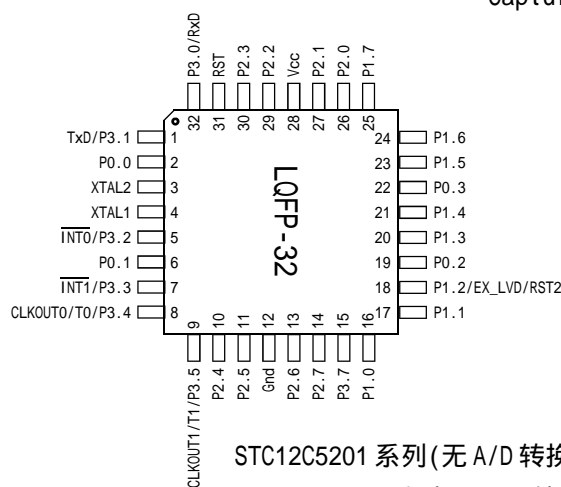 Captu
P3.0/RxD
RST
P2.3
P2.2
Vcc
P2.1
P2.0
P1.7
32
31
30
29
28
27
26
25
TxD/P3.1 1
P0.0 2
XTAL2 3
XTAL1 4
INT0/P3.2 5
P0.1 6
INT1/P3.3 7
CLKOUT0/T0/P3.4 8
LQFP-32
24 P1.6
23 P1.5
22 P0.3
21 P1.4
20 P1.3
19 P0.2
18 P1.2/EX_LVD/RST2
17 P1.1
9
10
11
12
13
14
15
16
CLKOUT1/T1/P3.5
P2.4
P2.5
Gnd
P2.6
P2.7
P3.7
P1.0
STC12C5201 系列(无 A/D 转换